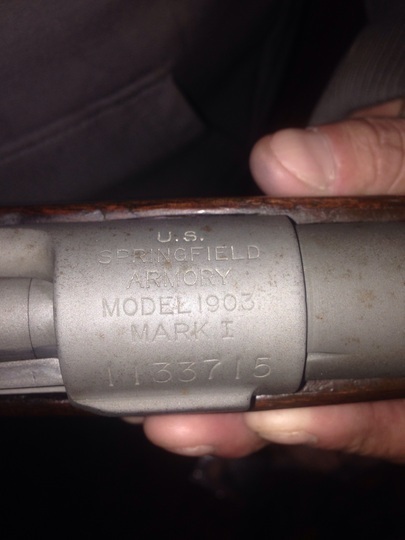 U.S.
SPRINGFIELD
ARMORY
MODEL 1903
MARK I
1133715